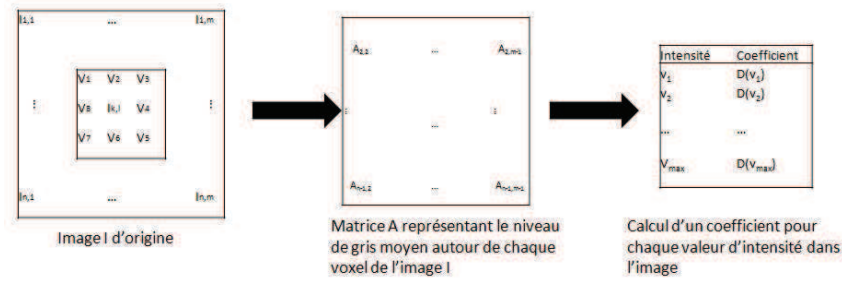 I1,1 ... I1,m
V1 V2 V3
⋮ V8 Ik,l V4 ⋮
V7 V6 V5
In,1 ... In,m
Image I d'origine
A2,2 ... A2,m-1
⋮ ... ⋮
An-1,2 ... An-1,m-1
Matrice A représentant le niveau
de gris moyen autour de chaque
voxel de l'image I
Intensité Coefficient
v1 D(v1)
v2 D(v2)
... ...
Vmax D(vmax)
Calcul d'un coefficient pour
chaque valeur d'intensité dans
l'image